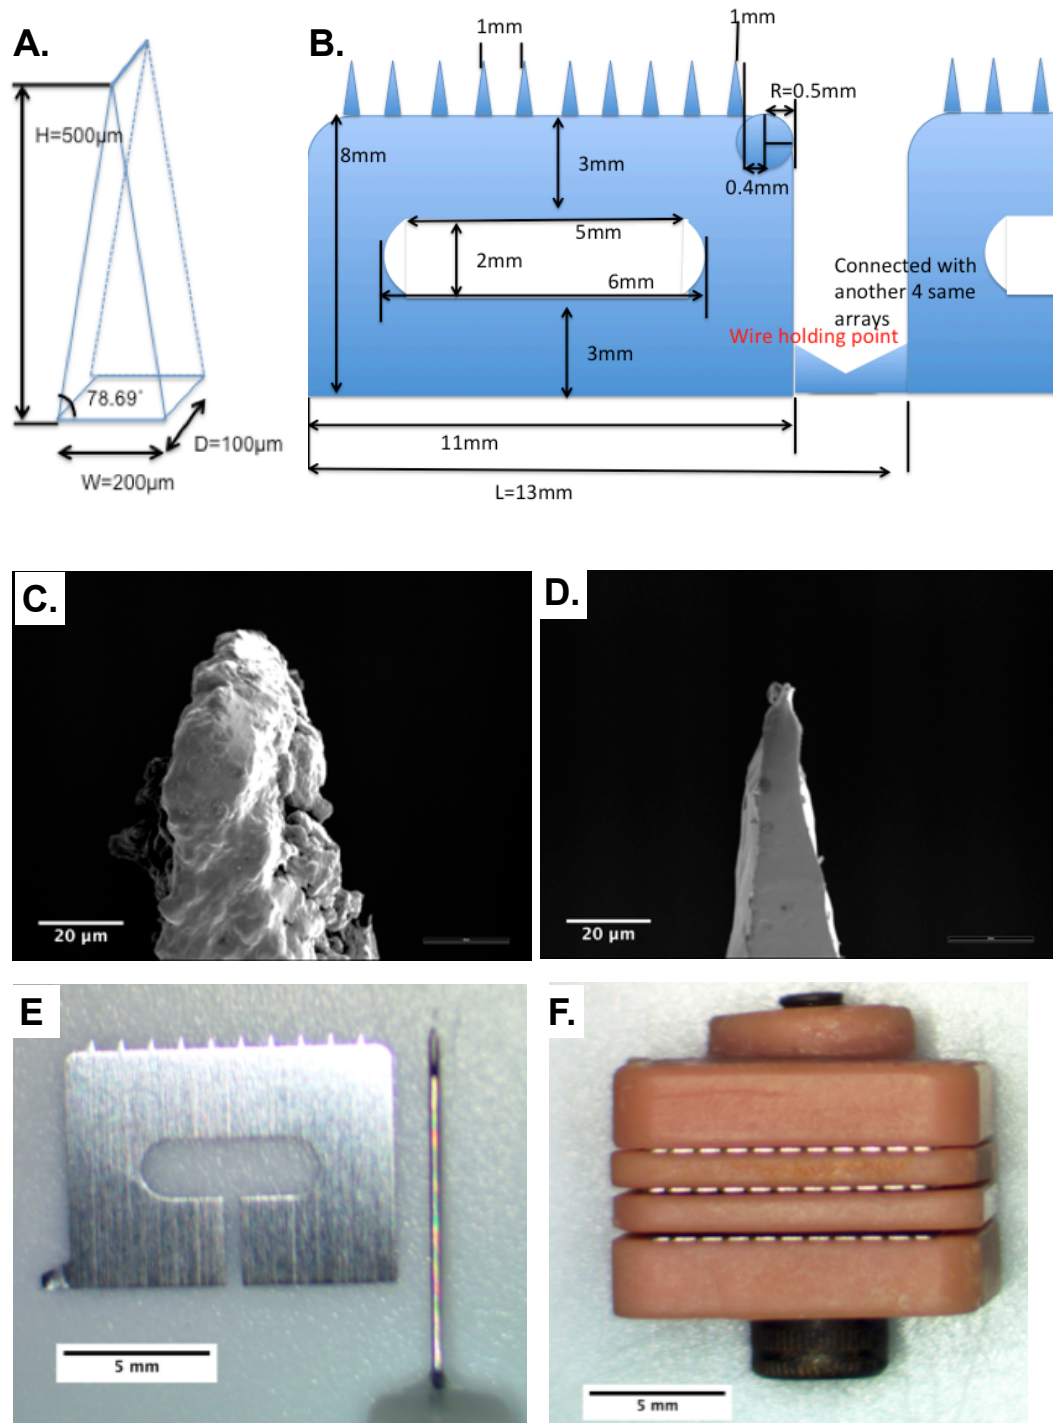 A.
H=500µm
78.69°
D=100µm
W=200µm
B.
1mm
1mm
R=0.5mm
8mm
3mm
0.4mm
5mm
2mm
6mm
Connected with
another 4 same
arrays
Wire holding point
3mm
11mm
L=13mm
C.
20 µm
D.
20 µm
E
5 mm
F.
5 mm